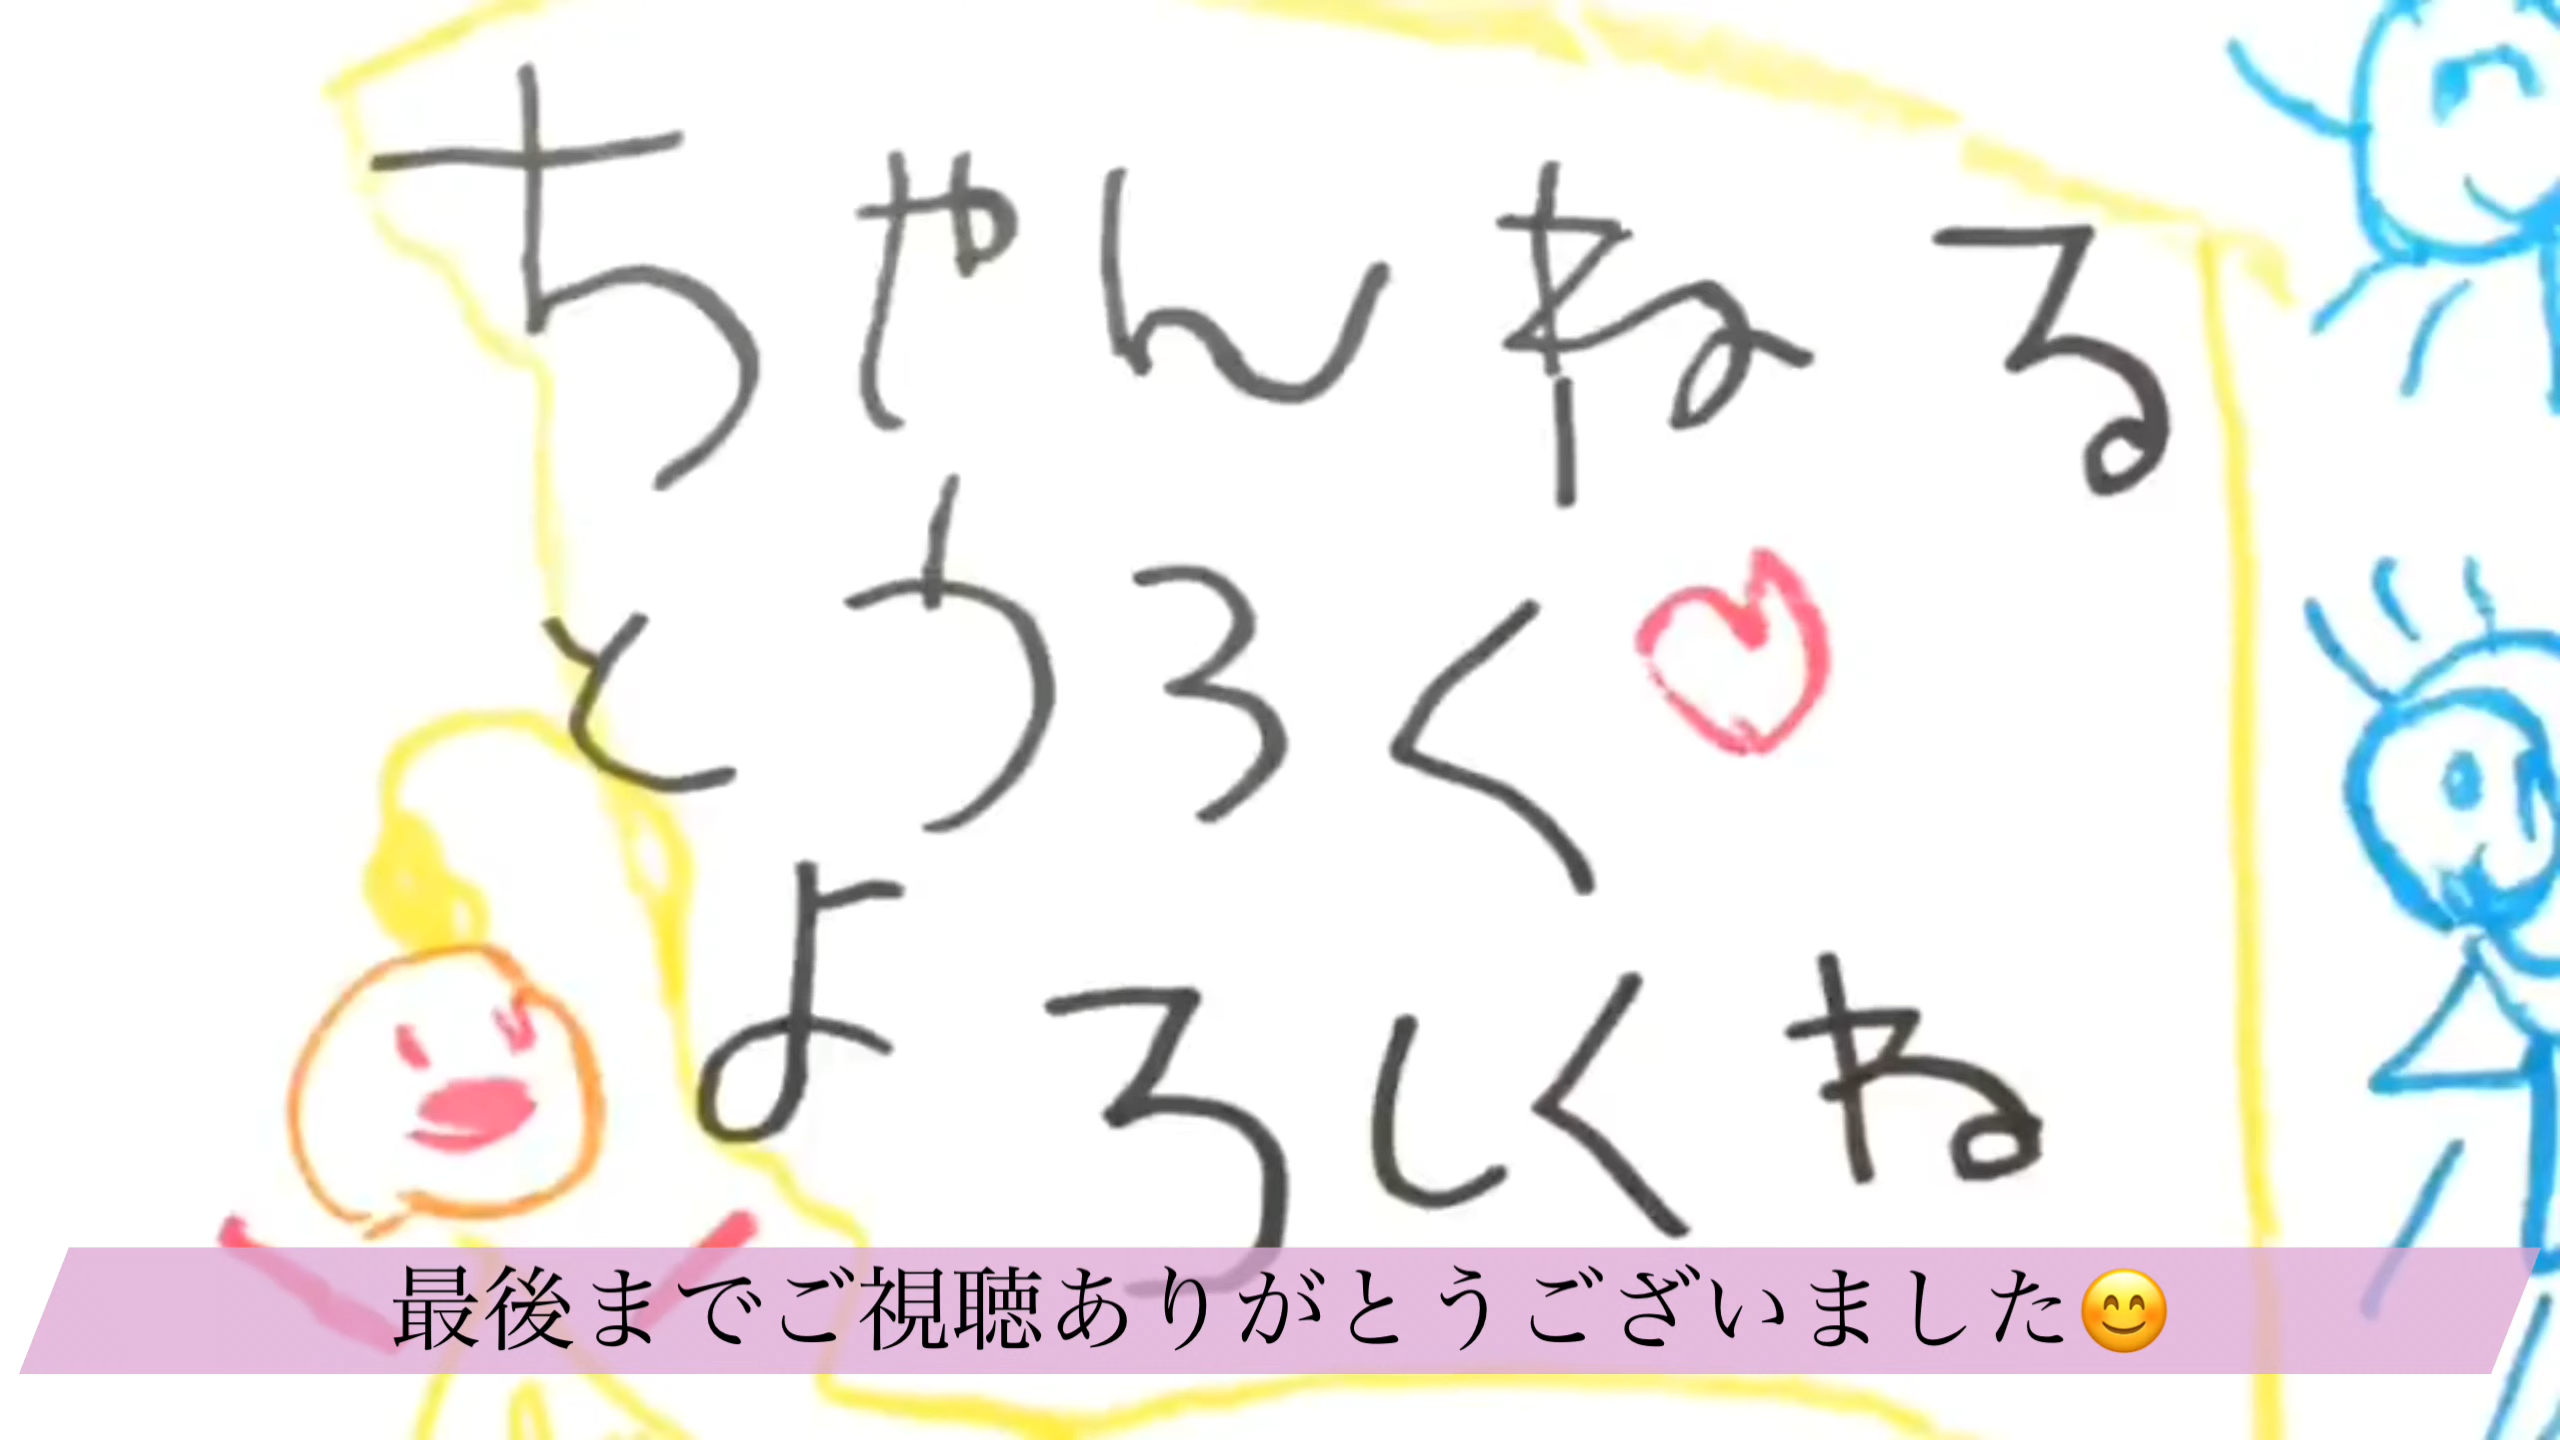 ちゃんねる
とうろく♡
よろしくね
最後までご視聴ありがとうございました😊